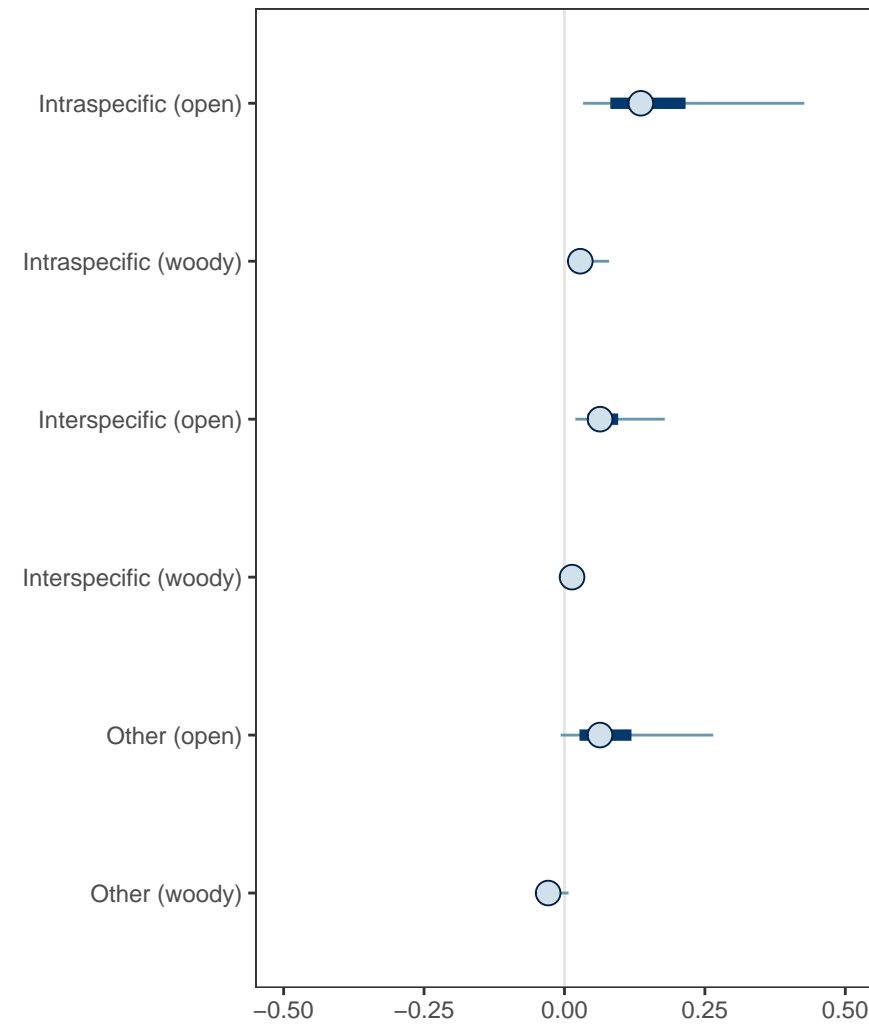 Intraspecific (open)
Intraspecific (woody)
Interspecific (open)
Interspecific (woody)
Other (open)
Other (woody)
−0.50 −0.25 0.00 0.25 0.50